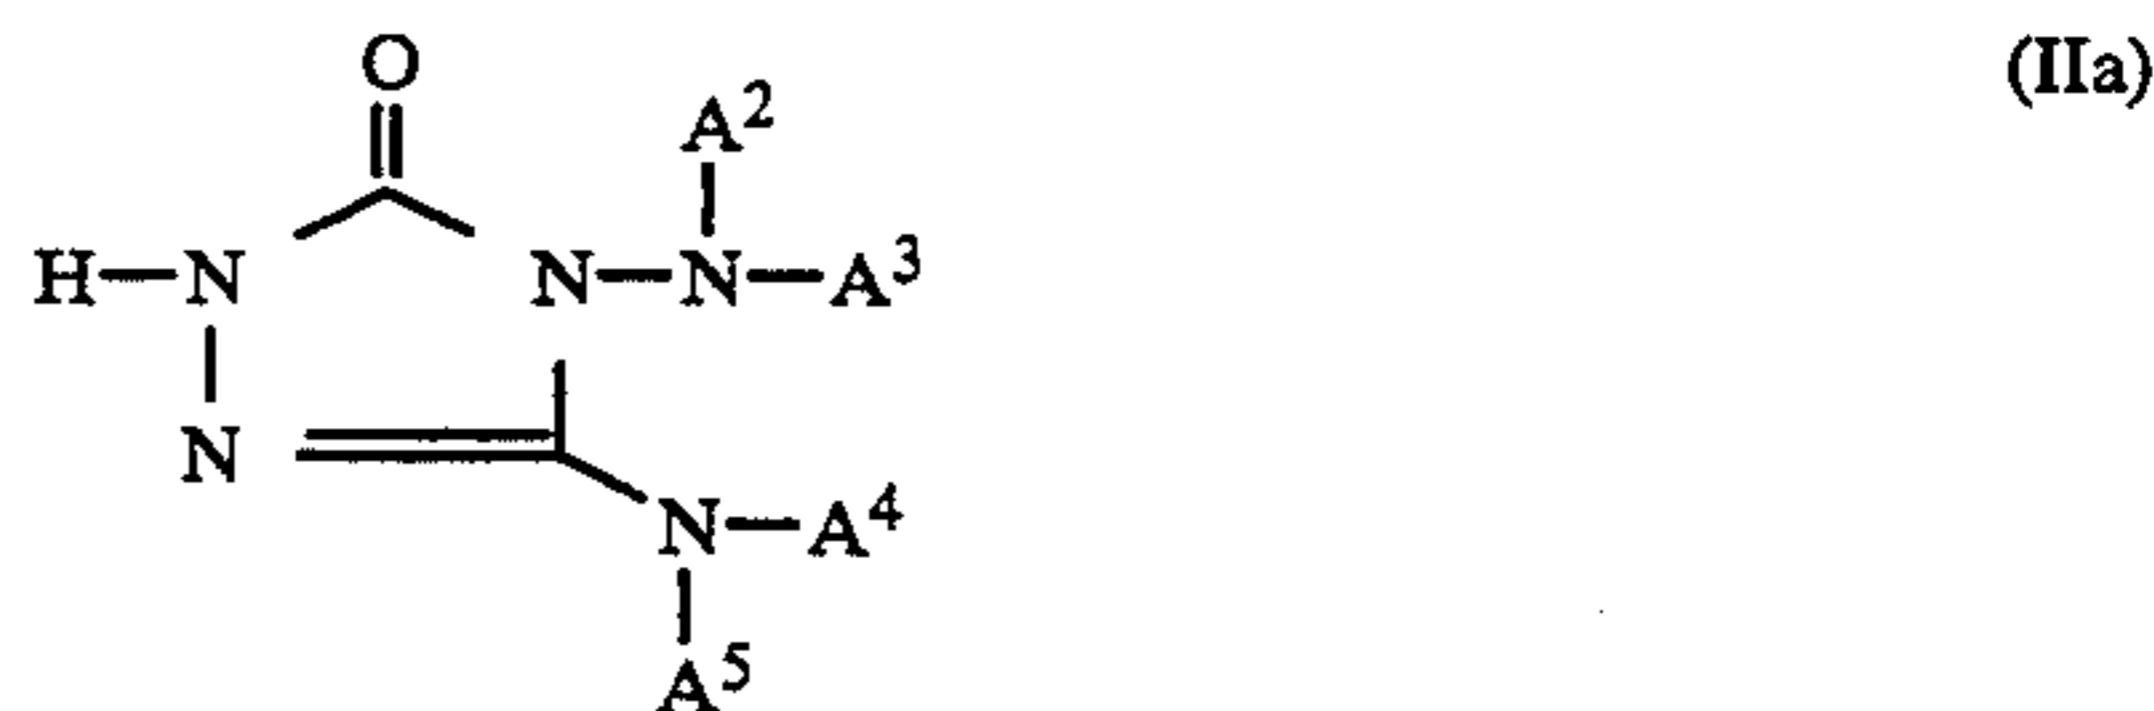 O
(IIa)
A²
H—N N—N—A³
N
N—A⁴
A⁵